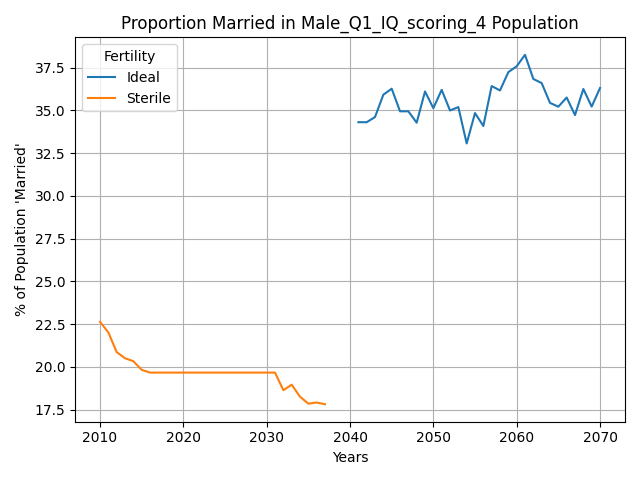 Proportion Married in Male_Q1_IQ_scoring_4 Population
Fertility
Ideal
Sterile
% of Population 'Married'
37.5
35.0
32.5
30.0
27.5
25.0
22.5
20.0
17.5
2010 2020 2030 2040 2050 2060 2070
Years